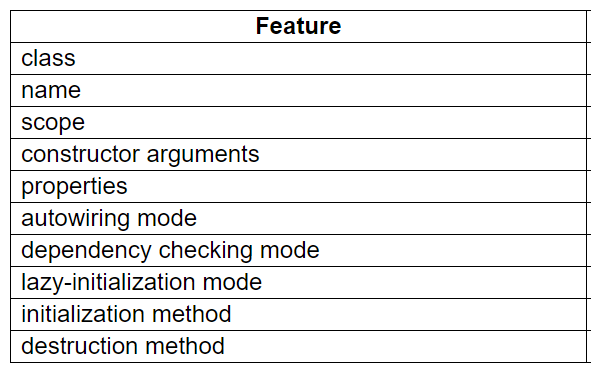 Feature
class
name
scope
constructor arguments
properties
autowiring mode
dependency checking mode
lazy-initialization mode
initialization method
destruction method